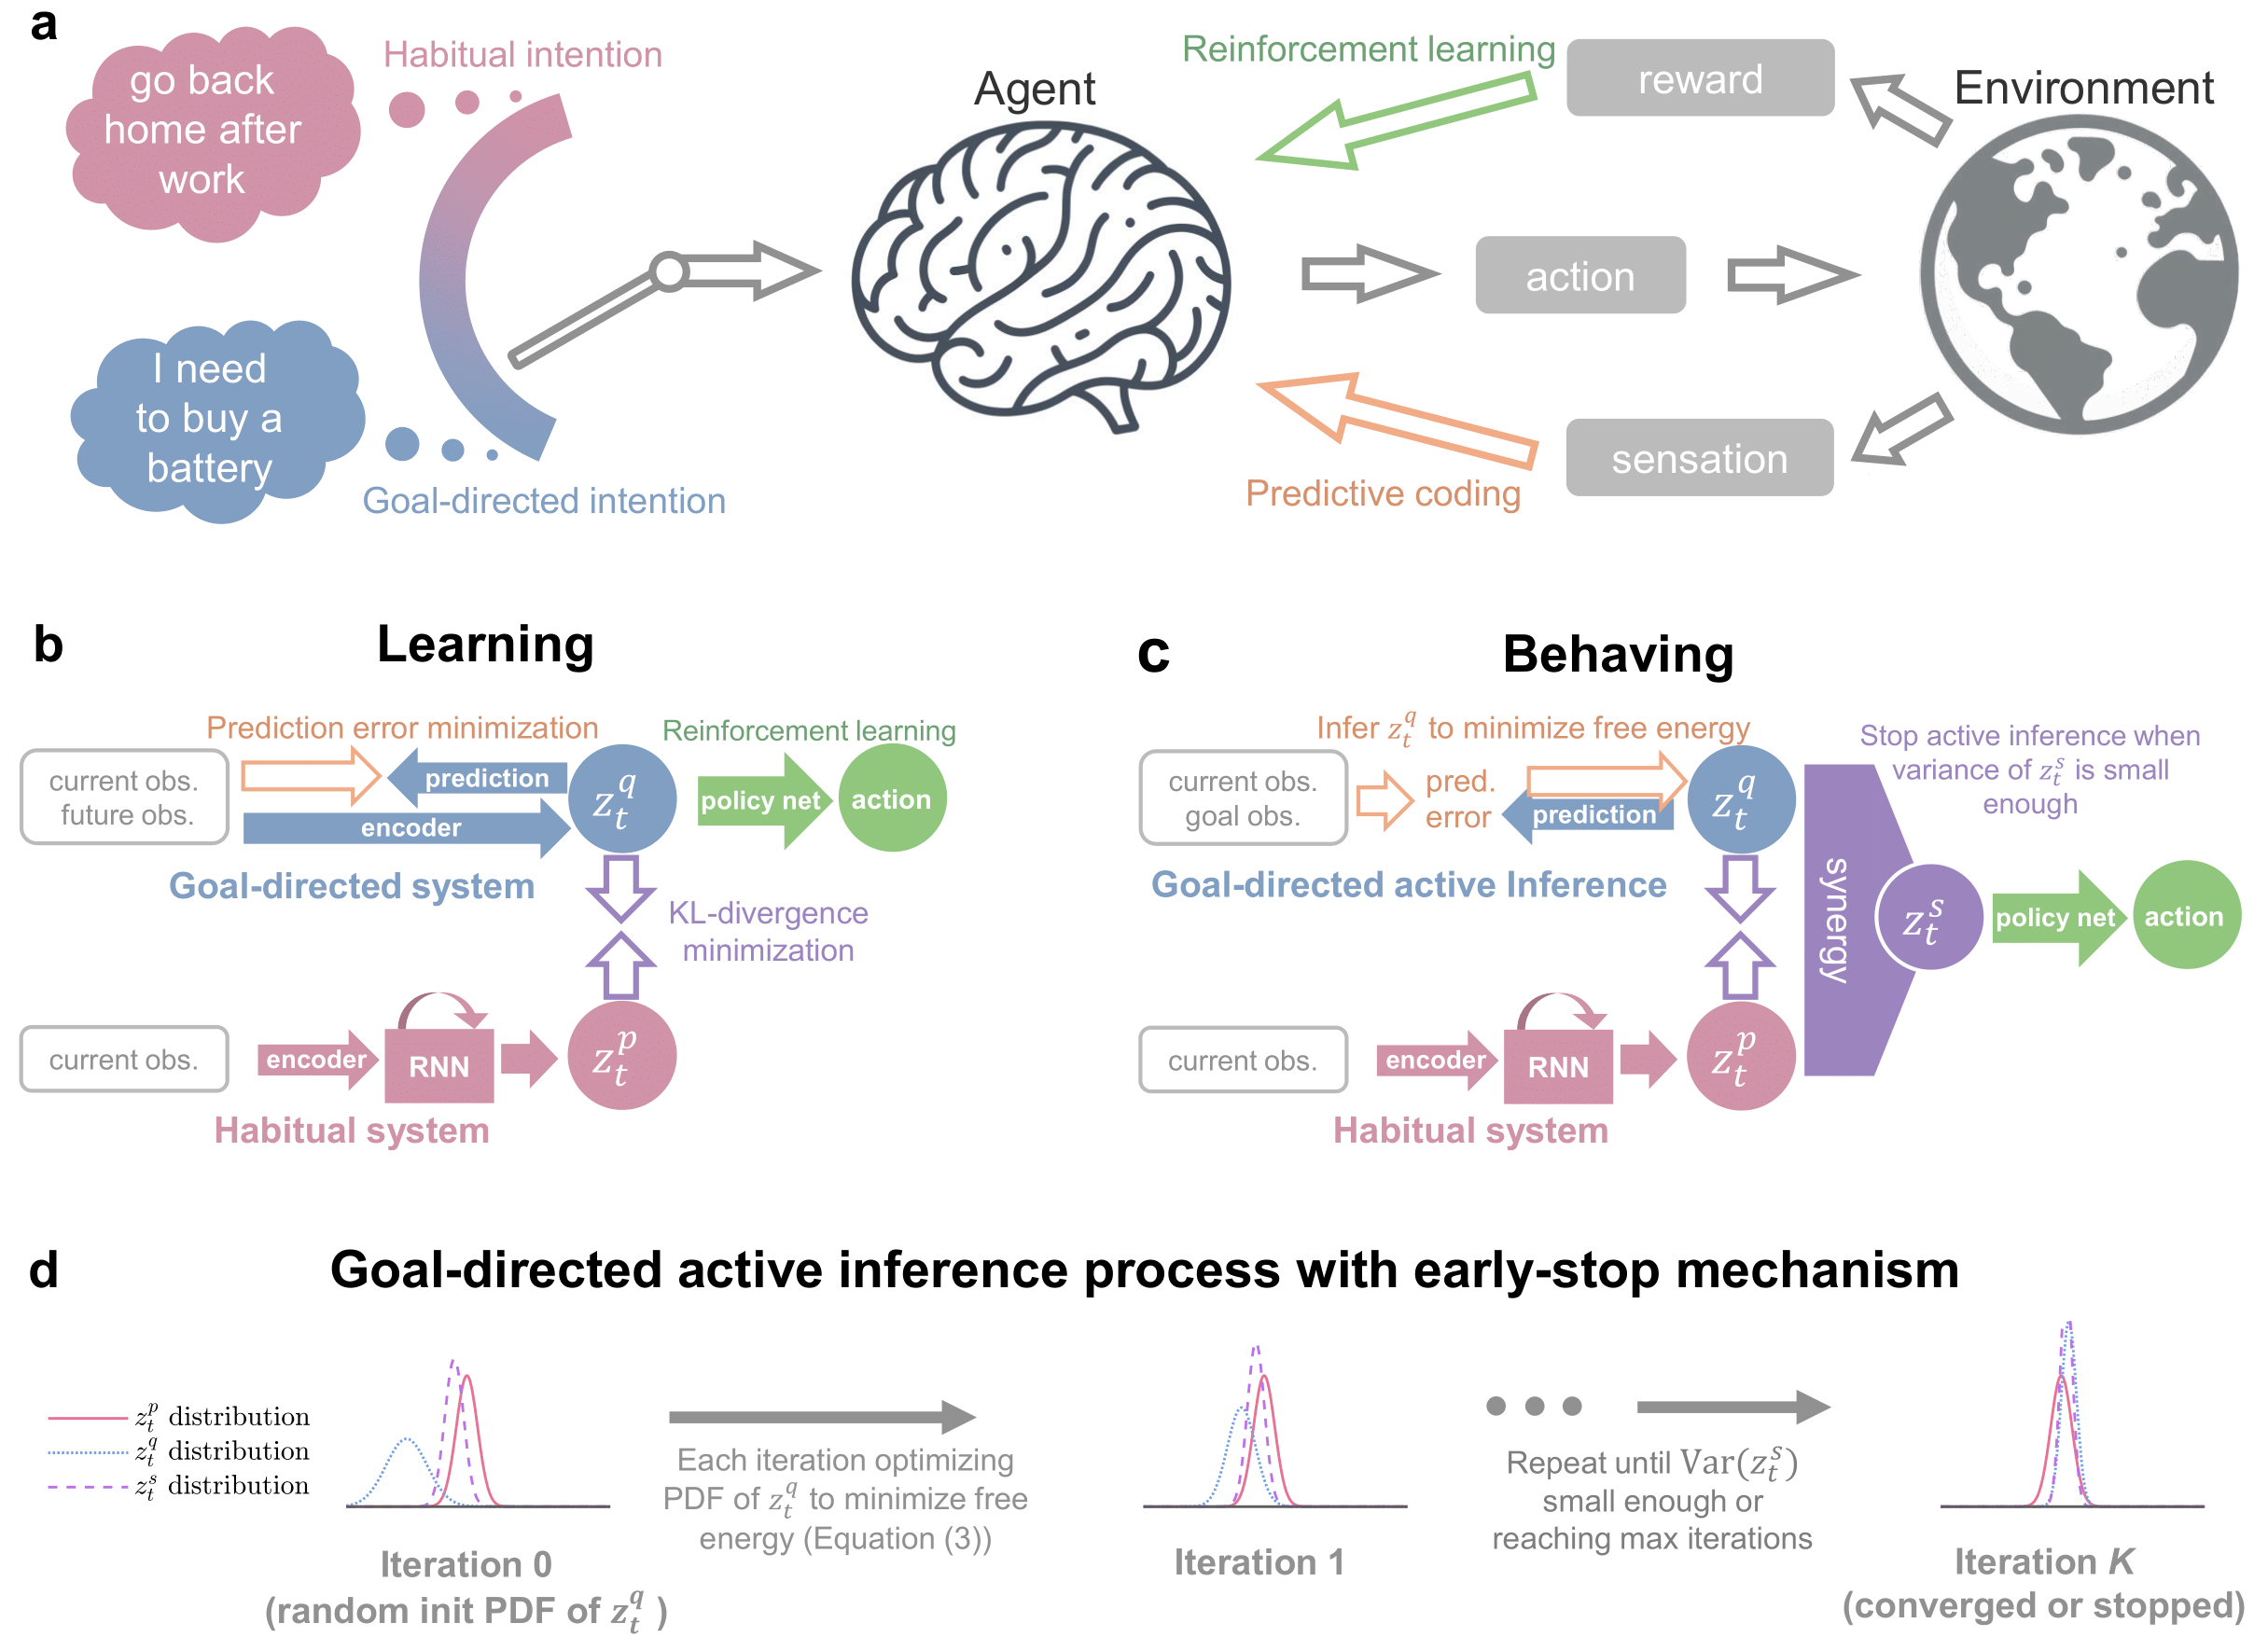 a
go back
home after
work
Habitual intention
I need
to buy a
battery
Goal-directed intention
Agent
Reinforcement learning
reward
Environment
action
sensation
Predictive coding
b
Learning
Prediction error minimization
Reinforcement learning
current obs.
future obs.
prediction
encoder
z_t^q
policy net
action
Goal-directed system
KL-divergence
minimization
current obs.
encoder
RNN
z_t^p
Habitual system
c
Behaving
Infer z_t^q to minimize free energy
Stop active inference when
variance of z_t^s is small
enough
current obs.
goal obs.
pred.
error
prediction
z_t^q
Goal-directed active Inference
synergy
z_t^s
policy net
action
current obs.
encoder
RNN
z_t^p
Habitual system
d
Goal-directed active inference process with early-stop mechanism
z_t^p distribution
z_t^q distribution
z_t^s distribution
Iteration 0
(random init PDF of z_t^q )
Each iteration optimizing
PDF of z_t^q to minimize free
energy (Equation (3))
Iteration 1
Repeat until Var(z_t^s)
small enough or
reaching max iterations
Iteration K
(converged or stopped)